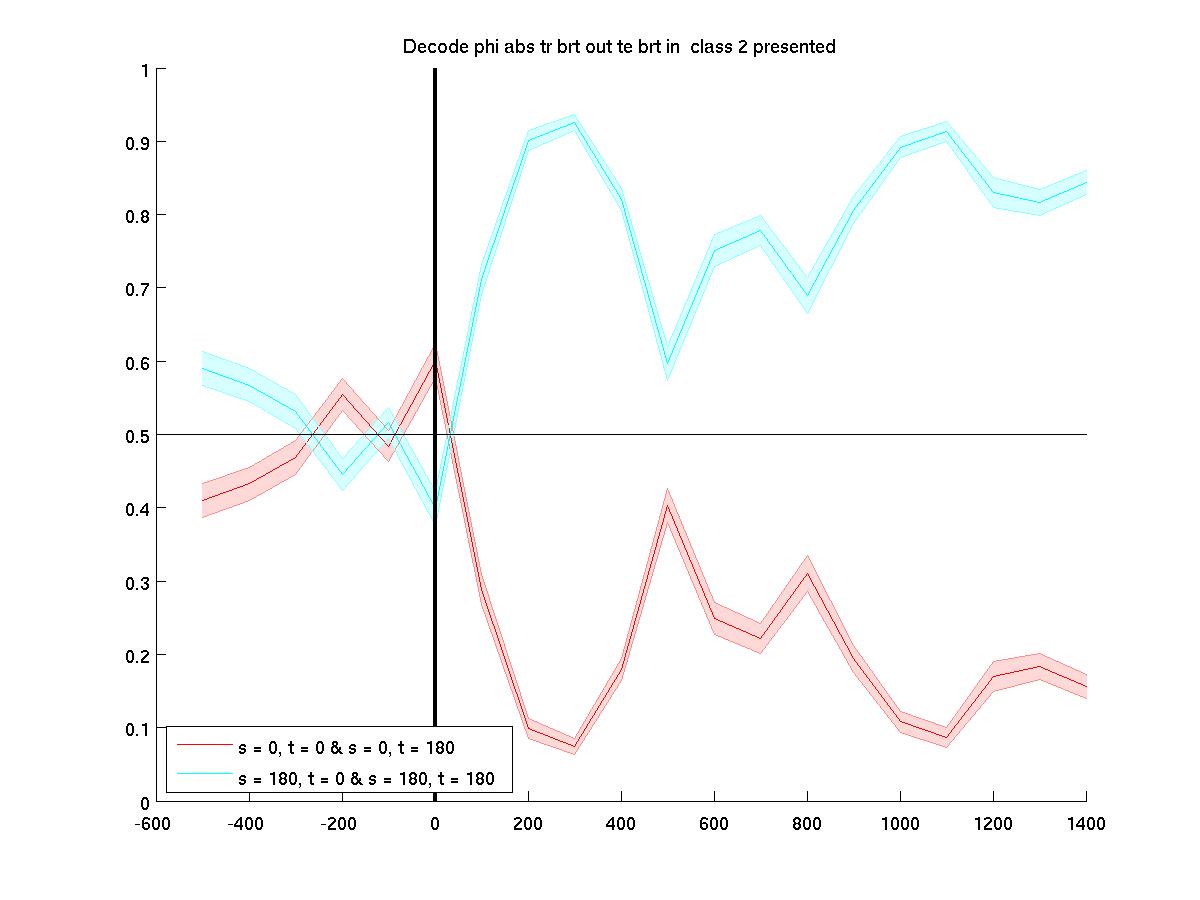 Decode phi abs tr brt out te brt in  class 2 presented
1
0.9
0.8
0.7
0.6
0.5
0.4
0.3
0.2
0.1
0
s = 0, t = 0 & s = 0, t = 180
s = 180, t = 0 & s = 180, t = 180
-600 -400 -200 0 200 400 600 800 1000 1200 1400